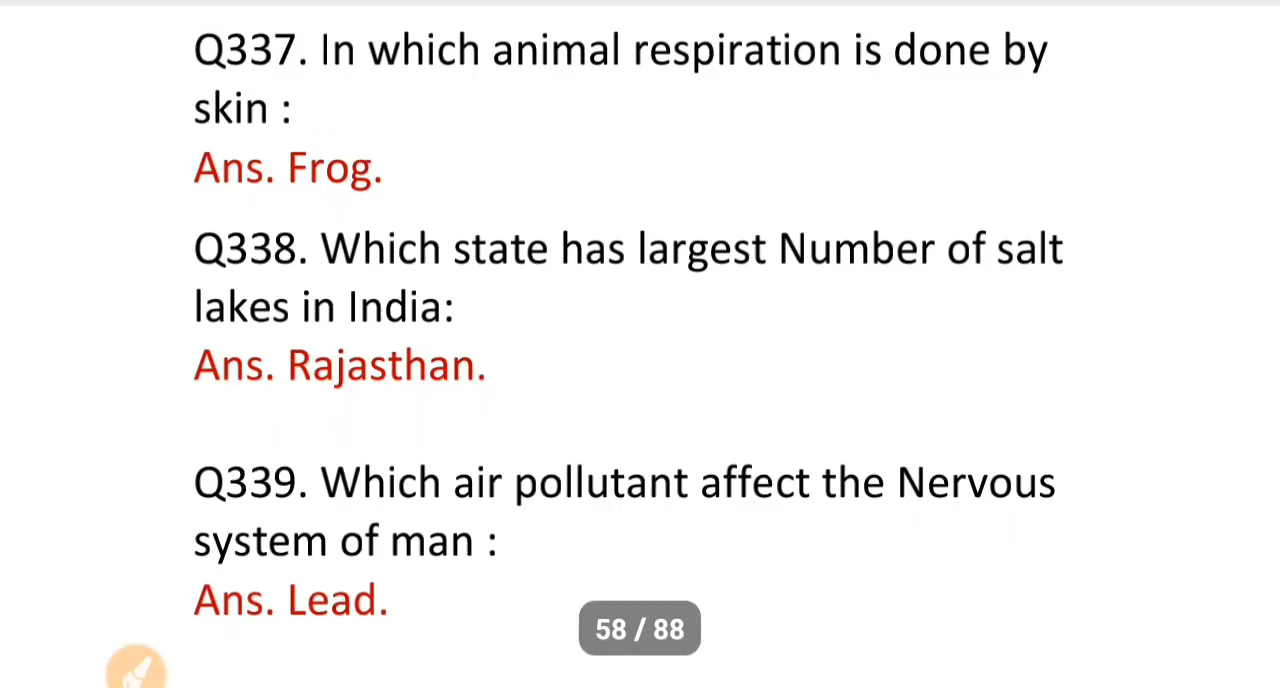 Q337. In which animal respiration is done by
skin :
Ans. Frog.
Q338. Which state has largest Number of salt
lakes in India:
Ans. Rajasthan.
Q339. Which air pollutant affect the Nervous
system of man :
Ans. Lead.
58 / 88